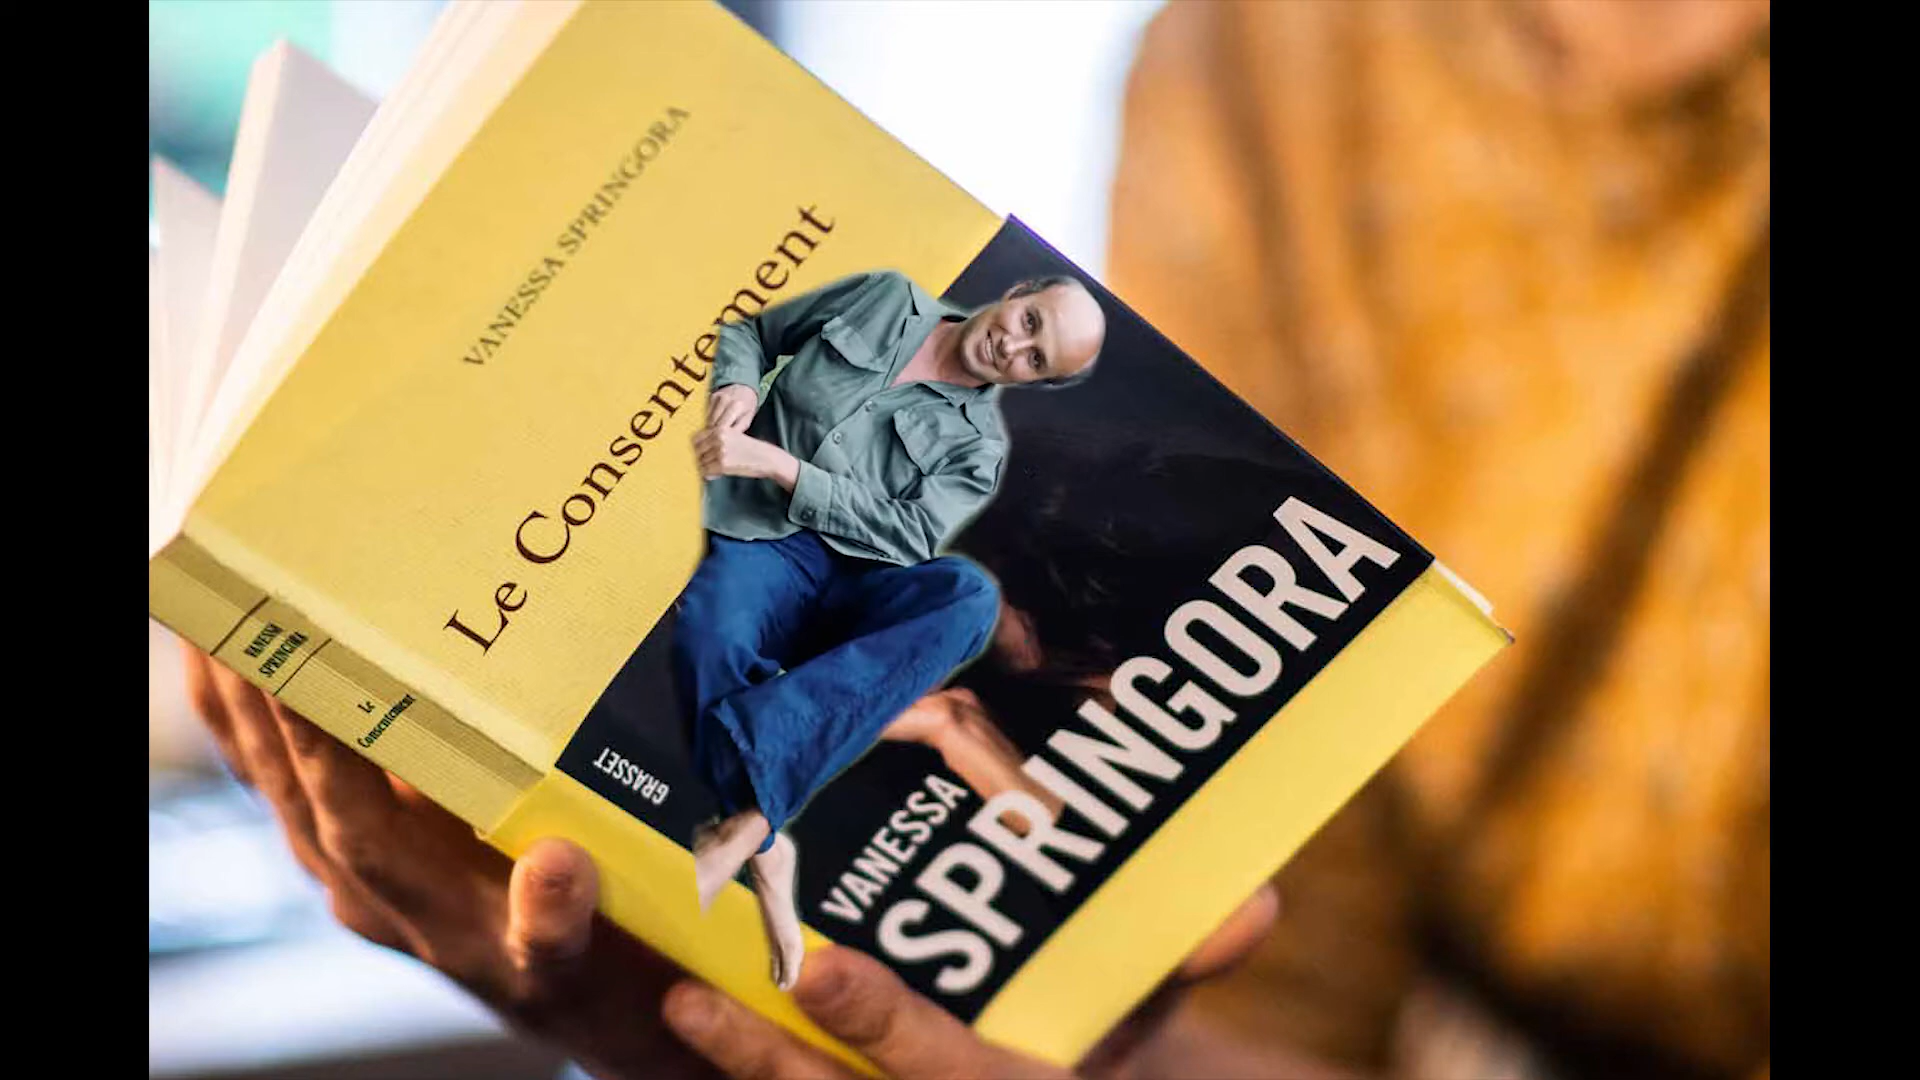 VANESSA SPRINGORA
Le Consentement
VANESSA
SPRINGORA
Le
Consentement
GRASSET
VANESSA
SPRINGORA